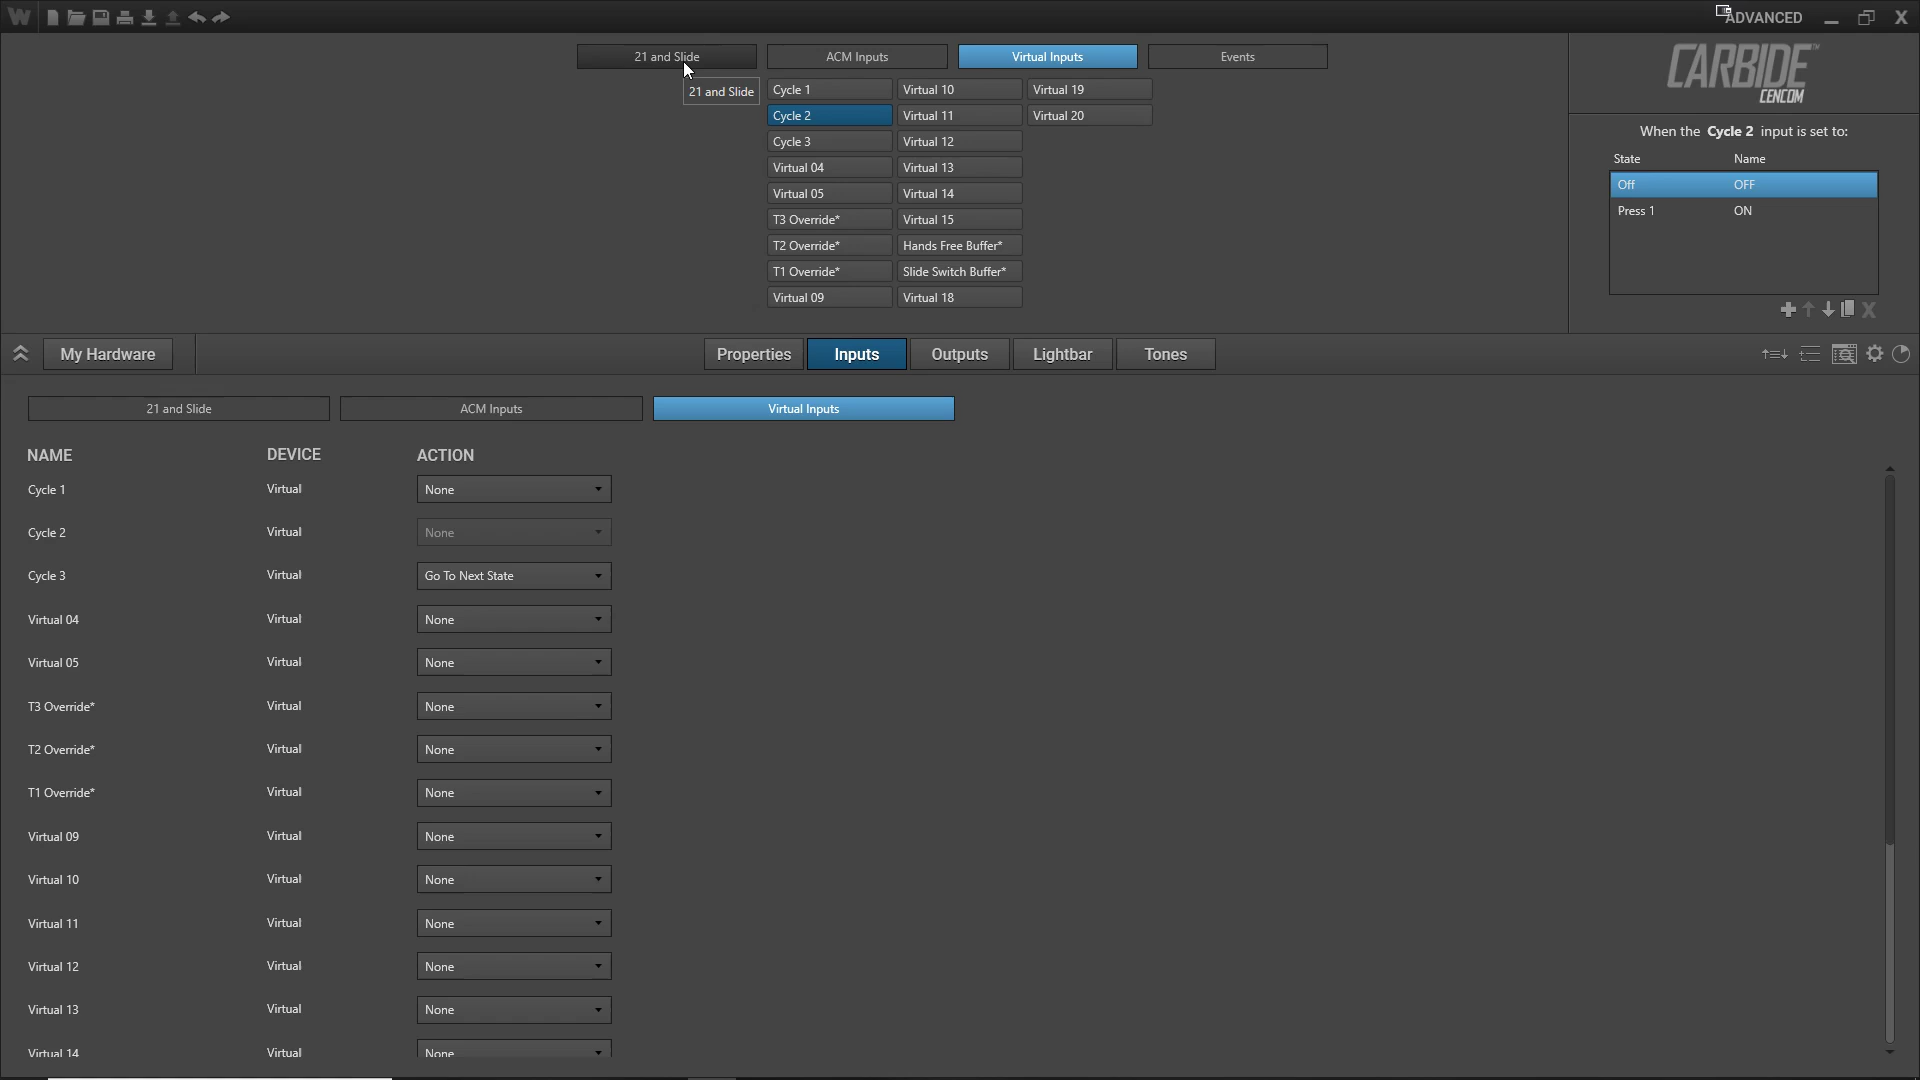 W
ADVANCED
21 and Slide
ACM Inputs
Virtual Inputs
Events
21 and Slide
Cycle 1
Virtual 10
Virtual 19
Cycle 2
Virtual 11
Virtual 20
Cycle 3
Virtual 12
Virtual 04
Virtual 13
Virtual 05
Virtual 14
T3 Override*
Virtual 15
T2 Override*
Hands Free Buffer*
T1 Override*
Slide Switch Buffer*
Virtual 09
Virtual 18
CARBIDE™
CENCOM
When the Cycle 2 input is set to:
State Name
Off OFF
Press 1 ON
My Hardware
Properties
Inputs
Outputs
Lightbar
Tones
21 and Slide
ACM Inputs
Virtual Inputs
NAME DEVICE ACTION
Cycle 1 Virtual None
Cycle 2 Virtual None
Cycle 3 Virtual Go To Next State
Virtual 04 Virtual None
Virtual 05 Virtual None
T3 Override* Virtual None
T2 Override* Virtual None
T1 Override* Virtual None
Virtual 09 Virtual None
Virtual 10 Virtual None
Virtual 11 Virtual None
Virtual 12 Virtual None
Virtual 13 Virtual None
Virtual 14 Virtual None